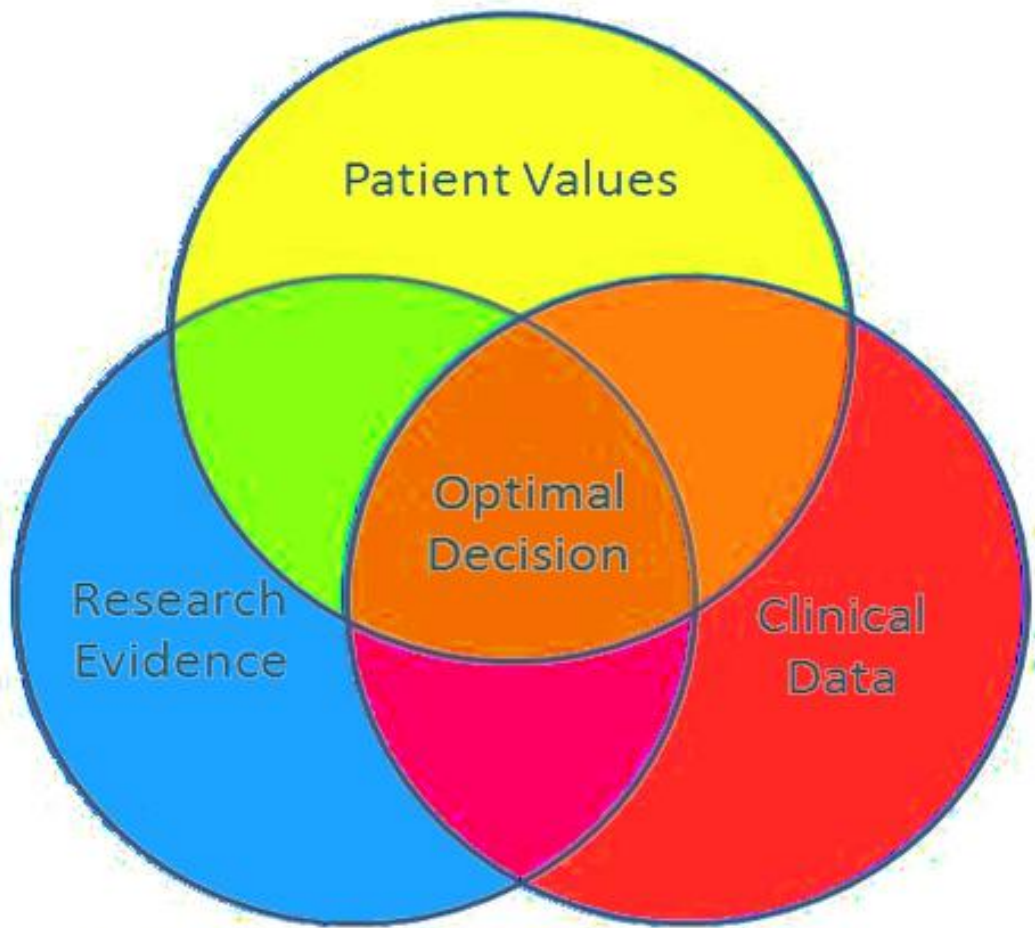 Patient Values
Optimal
Decision
Research
Evidence
Clinical
Data